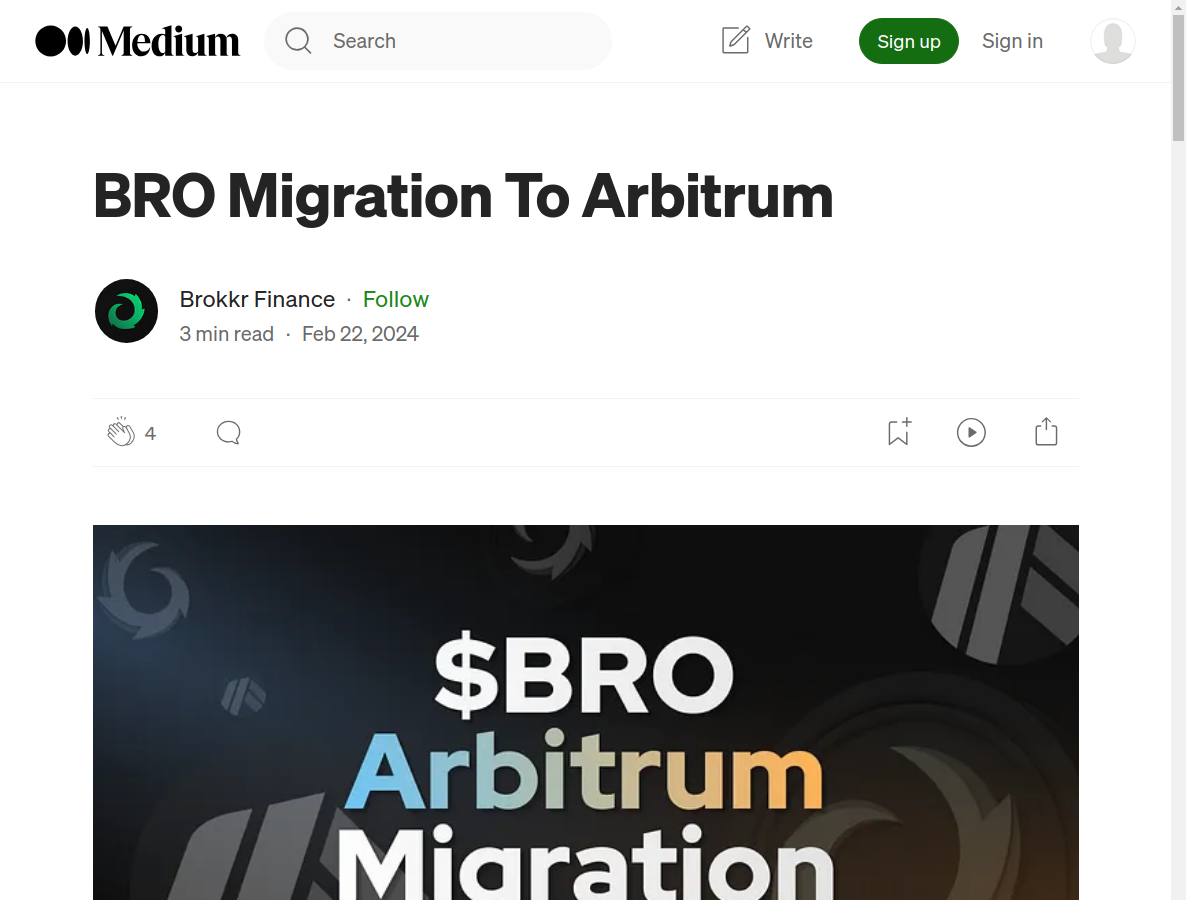 Medium
Search
Write
Sign up
Sign in
BRO Migration To Arbitrum
Brokkr Finance · Follow
3 min read · Feb 22, 2024
4
$BRO
Arbitrum
Migration